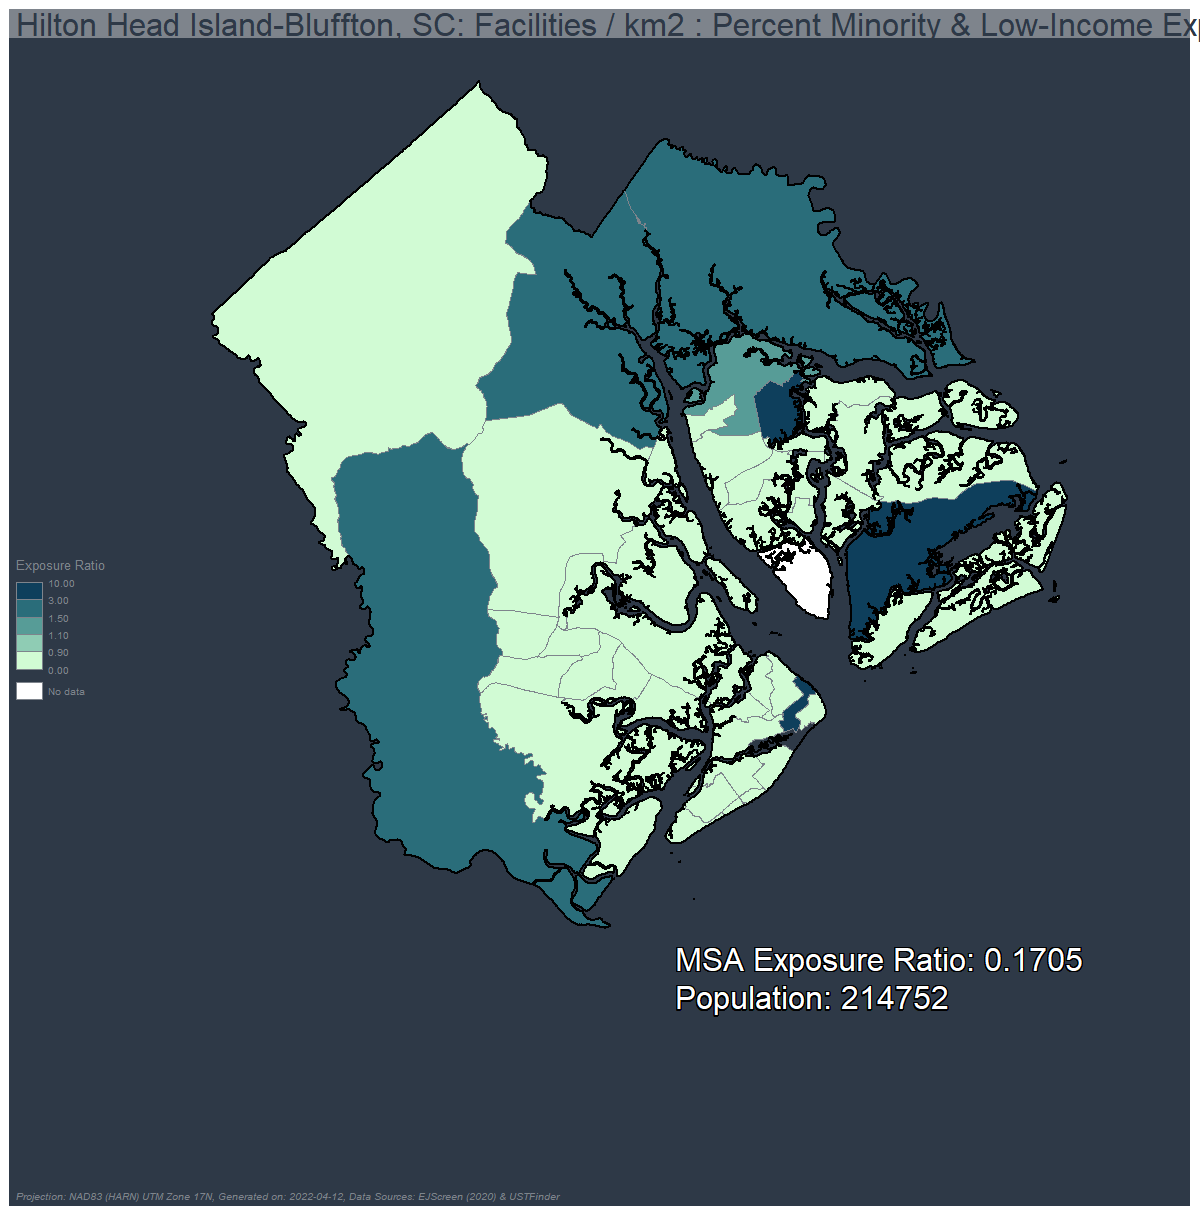 Hilton Head Island-Bluffton, SC: Facilities / km2 : Percent Minority & Low-Income Exp
Exposure Ratio
10.00
3.00
1.50
1.10
0.90
0.00
No data
MSA Exposure Ratio: 0.1705
Population: 214752
Projection: NAD83 (HARN) UTM Zone 17N, Generated on: 2022-04-12, Data Sources: EJScreen (2020) & USTFinder